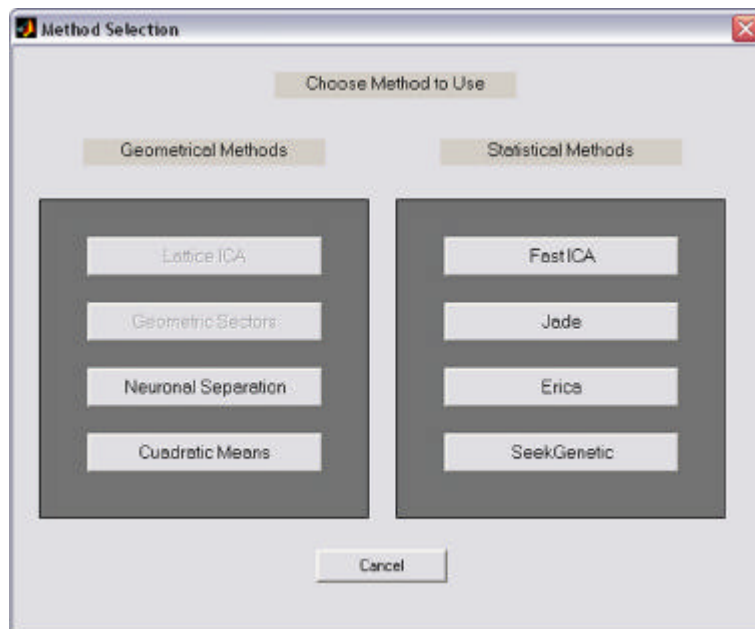 Method Selection
Choose Method to Use
Geometrical Methods
Statistical Methods
Lattice ICA
Geometric Sectors
Neuronal Separation
Cuadratic Means
Fast ICA
Jade
Erica
SeekGenetic
Cancel